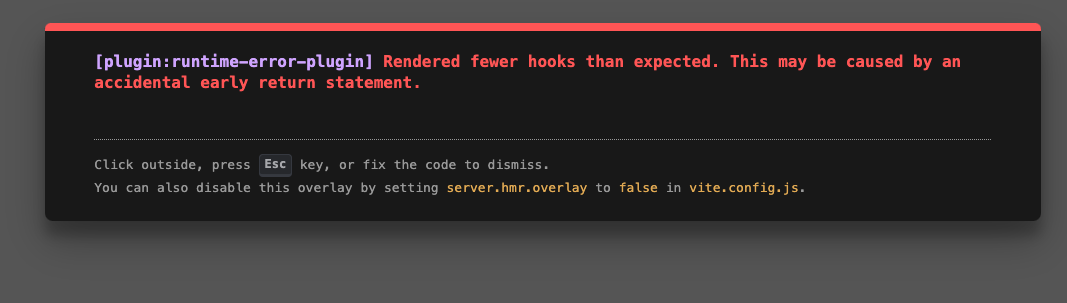 [plugin:runtime-error-plugin] Rendered fewer hooks than expected. This may be caused by an
accidental early return statement.
Click outside, press Esc key, or fix the code to dismiss.
You can also disable this overlay by setting server.hmr.overlay to false in vite.config.js.